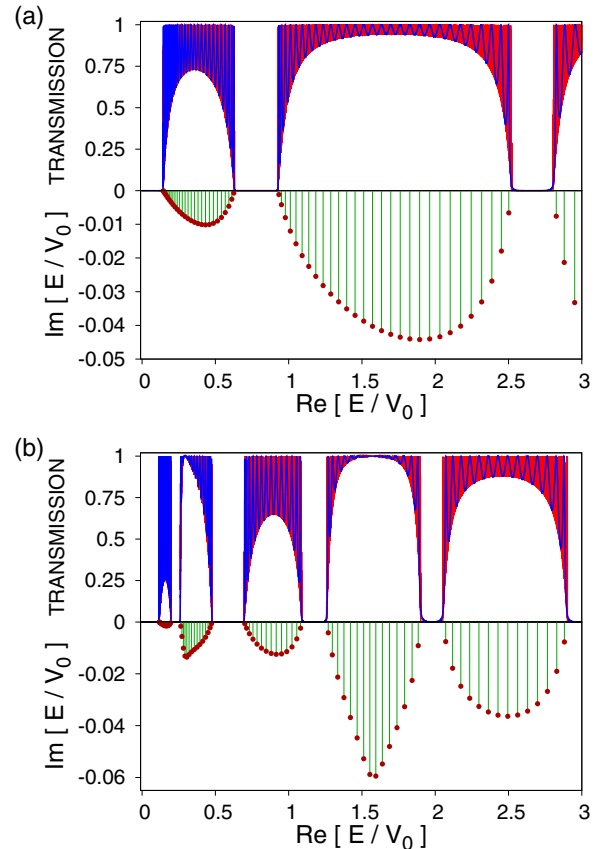 (a)
TRANSMISSION
1
0.75
0.5
0.25
0
Im [ E / V0 ]
-0.01
-0.02
-0.03
-0.04
-0.05
0 0.5 1 1.5 2 2.5 3
Re [ E / V0 ]
(b)
TRANSMISSION
1
0.75
0.5
0.25
0
Im [ E / V0 ]
-0.02
-0.04
-0.06
0 0.5 1 1.5 2 2.5 3
Re [ E / V0 ]